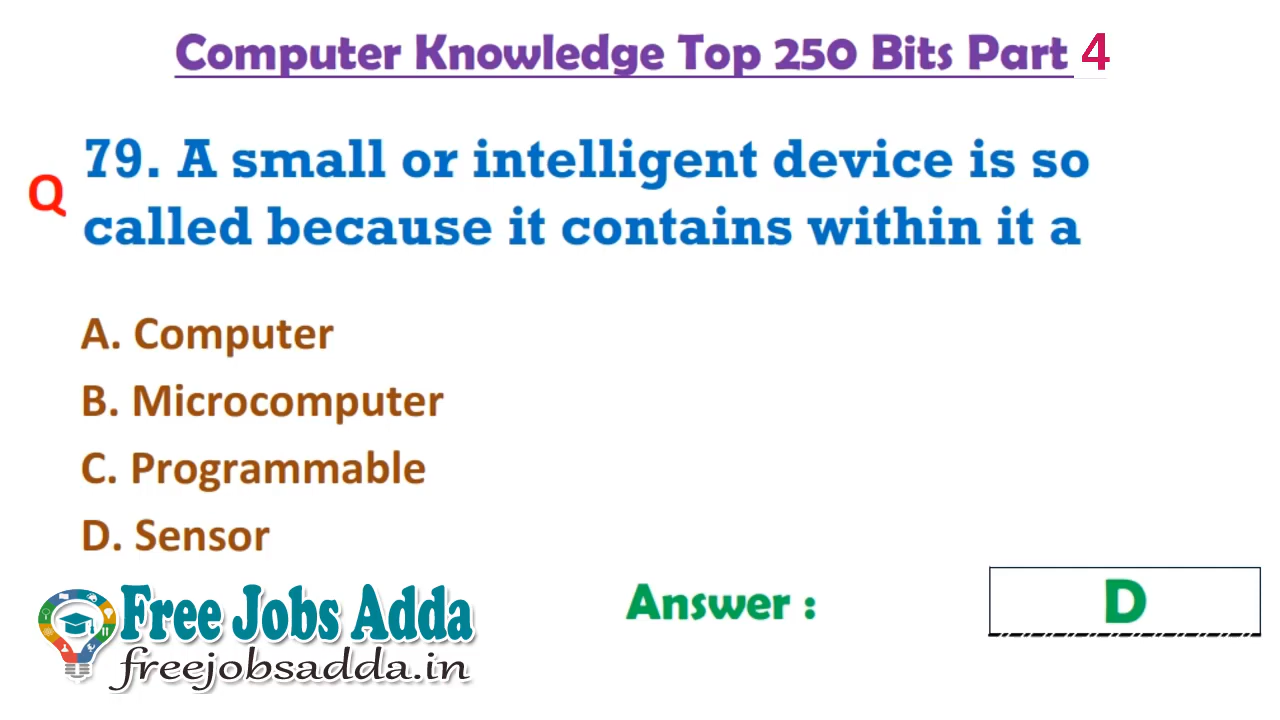 Computer Knowledge Top 250 Bits Part 4
Q
79. A small or intelligent device is so
called because it contains within it a
A. Computer
B. Microcomputer
C. Programmable
D. Sensor
Answer :
D
Free Jobs Adda
freejobsadda.in